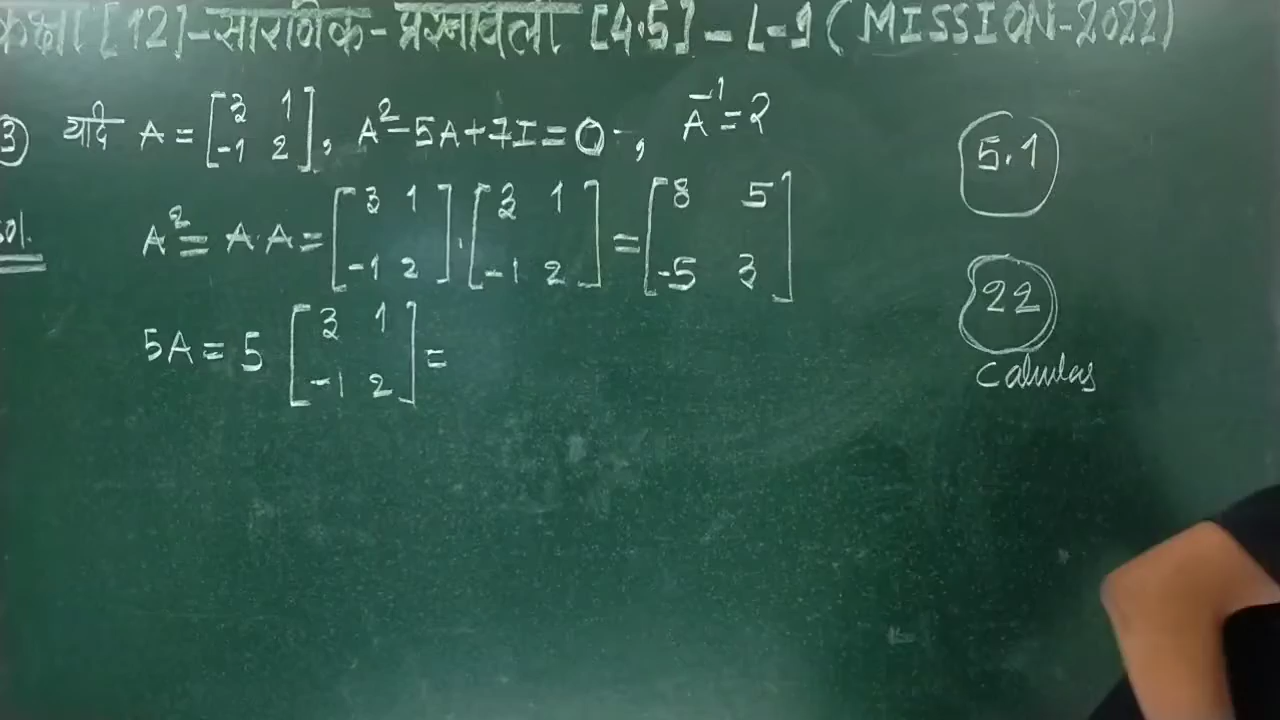 कक्षा [12]-सारणिक-प्रश्नावली [4.5] - L-1 ( MISSION-2022)
3) यदि A = [3 1 -1 2], A²-5A+7I=O, A⁻¹=?
Sol.
A² = A·A = [3 1 -1 2] · [3 1 -1 2] = [8 5 -5 3]
5A = 5 [3 1 -1 2] =
5.1
22
Calculas